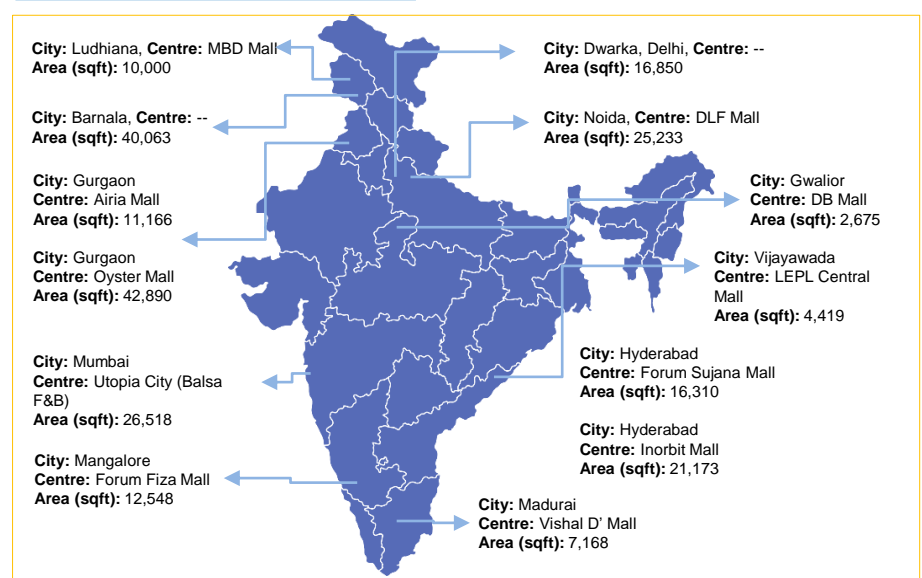 City: Ludhiana, Centre: MBD Mall
Area (sqft): 10,000
City: Barnala, Centre: --
Area (sqft): 40,063
City: Gurgaon
Centre: Airia Mall
Area (sqft): 11,166
City: Gurgaon
Centre: Oyster Mall
Area (sqft): 42,890
City: Mumbai
Centre: Utopia City (Balsa
F&B)
Area (sqft): 26,518
City: Mangalore
Centre: Forum Fiza Mall
Area (sqft): 12,548
City: Dwarka, Delhi, Centre: --
Area (sqft): 16,850
City: Noida, Centre: DLF Mall
Area (sqft): 25,233
City: Gwalior
Centre: DB Mall
Area (sqft): 2,675
City: Vijayawada
Centre: LEPL Central
Mall
Area (sqft): 4,419
City: Hyderabad
Centre: Forum Sujana Mall
Area (sqft): 16,310
City: Hyderabad
Centre: Inorbit Mall
Area (sqft): 21,173
City: Madurai
Centre: Vishal D’ Mall
Area (sqft): 7,168